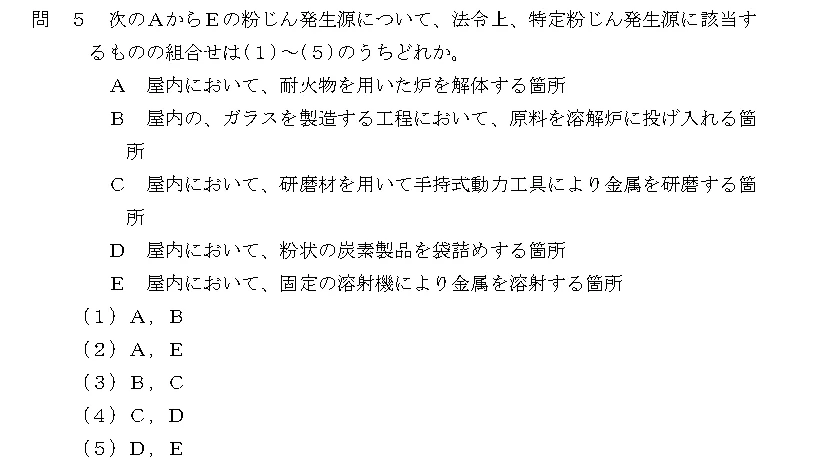 問　５　次のＡからＥの粉じん発生源について、法令上、特定粉じん発生源に該当す
るものの組合せは(１)～(５)のうちどれか。
Ａ　屋内において、耐火物を用いた炉を解体する箇所
Ｂ　屋内の、ガラスを製造する工程において、原料を溶解炉に投げ入れる箇
所
Ｃ　屋内において、研磨材を用いて手持式動力工具により金属を研磨する箇
所
Ｄ　屋内において、粉状の炭素製品を袋詰めする箇所
Ｅ　屋内において、固定の溶射機により金属を溶射する箇所
(１) Ａ，Ｂ
(２) Ａ，Ｅ
(３) Ｂ，Ｃ
(４) Ｃ，Ｄ
(５) Ｄ，Ｅ